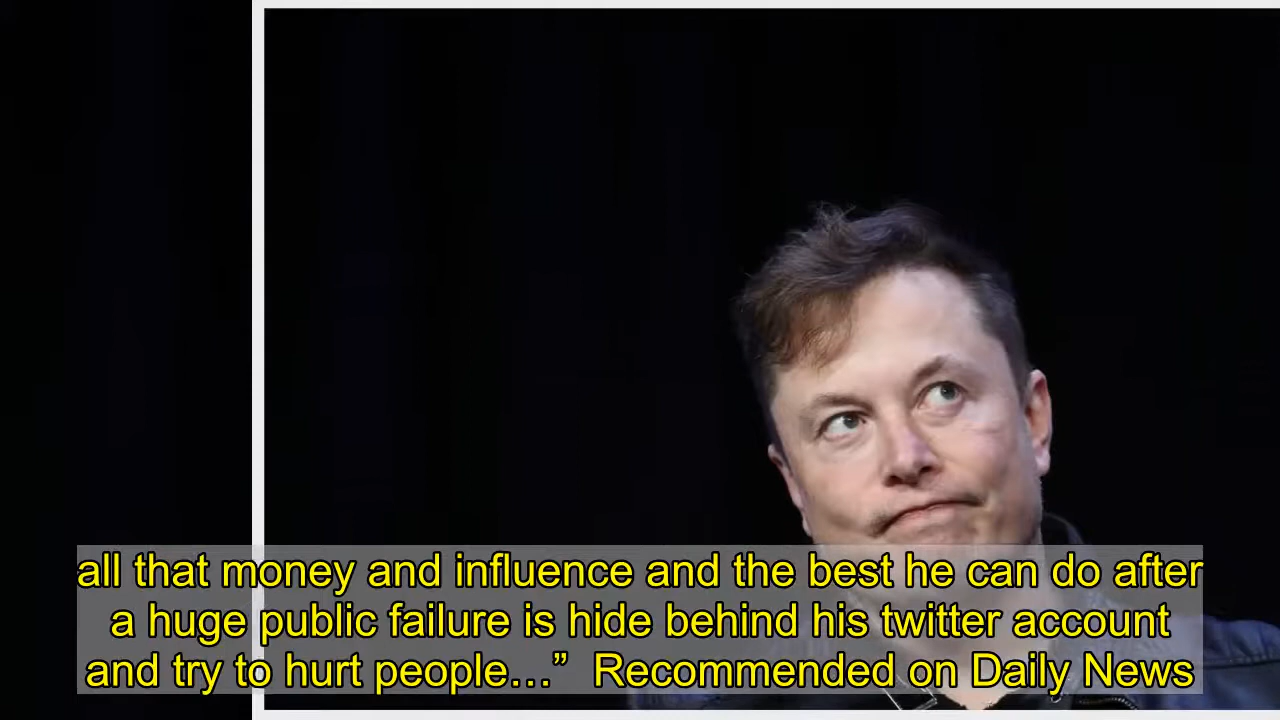 all that money and influence and the best he can do after
a huge public failure is hide behind his twitter account
and try to hurt people…”  Recommended on Daily News